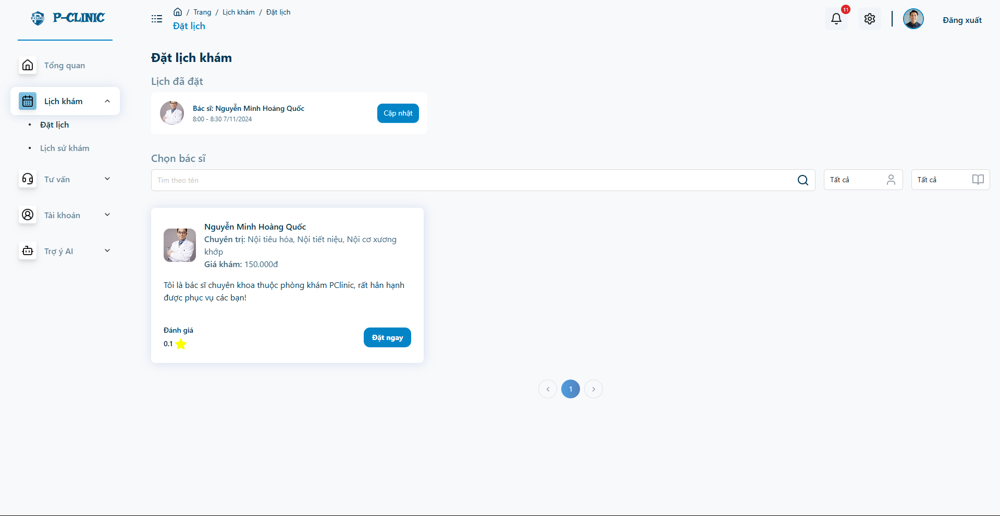 P-CLINIC
P-CLINIC
/ Trang / Lịch khám / Đặt lịch
Đặt lịch
11
Đăng xuất
Tổng quan
Lịch khám
• Đặt lịch
• Lịch sử khám
Tư vấn
Tài khoản
Trợ ý AI
Đặt lịch khám
Lịch đã đặt
Bác sĩ: Nguyễn Minh Hoàng Quốc
8:00 - 8:30 7/11/2024
Cập nhật
Chọn bác sĩ
Tìm theo tên
Tất cả
Tất cả
Nguyễn Minh Hoàng Quốc
Chuyên trị: Nội tiêu hóa, Nội tiết niệu, Nội cơ xương
khớp
Giá khám: 150.000đ
Tôi là bác sĩ chuyên khoa thuộc phòng khám PClinic, rất hân hạnh
được phục vụ các bạn!
Đánh giá
0.1
Đặt ngay
1